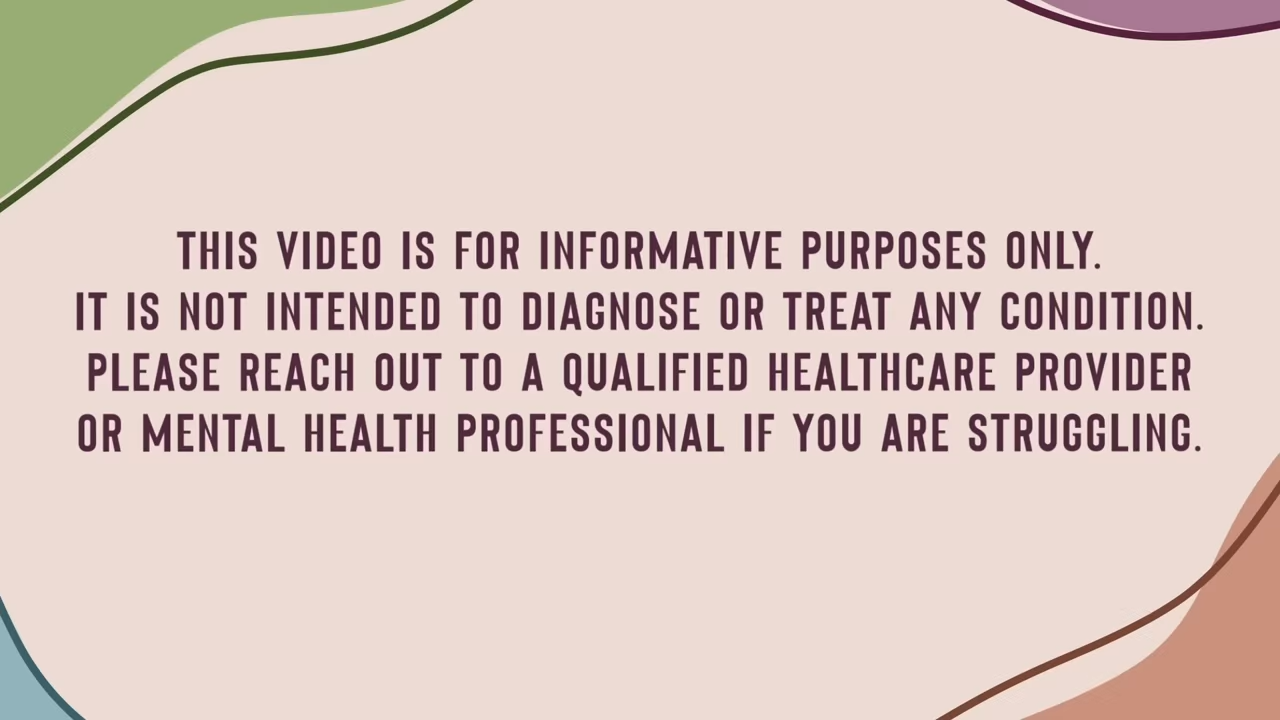 THIS VIDEO IS FOR INFORMATIVE PURPOSES ONLY.
IT IS NOT INTENDED TO DIAGNOSE OR TREAT ANY CONDITION.
PLEASE REACH OUT TO A QUALIFIED HEALTHCARE PROVIDER
OR MENTAL HEALTH PROFESSIONAL IF YOU ARE STRUGGLING.